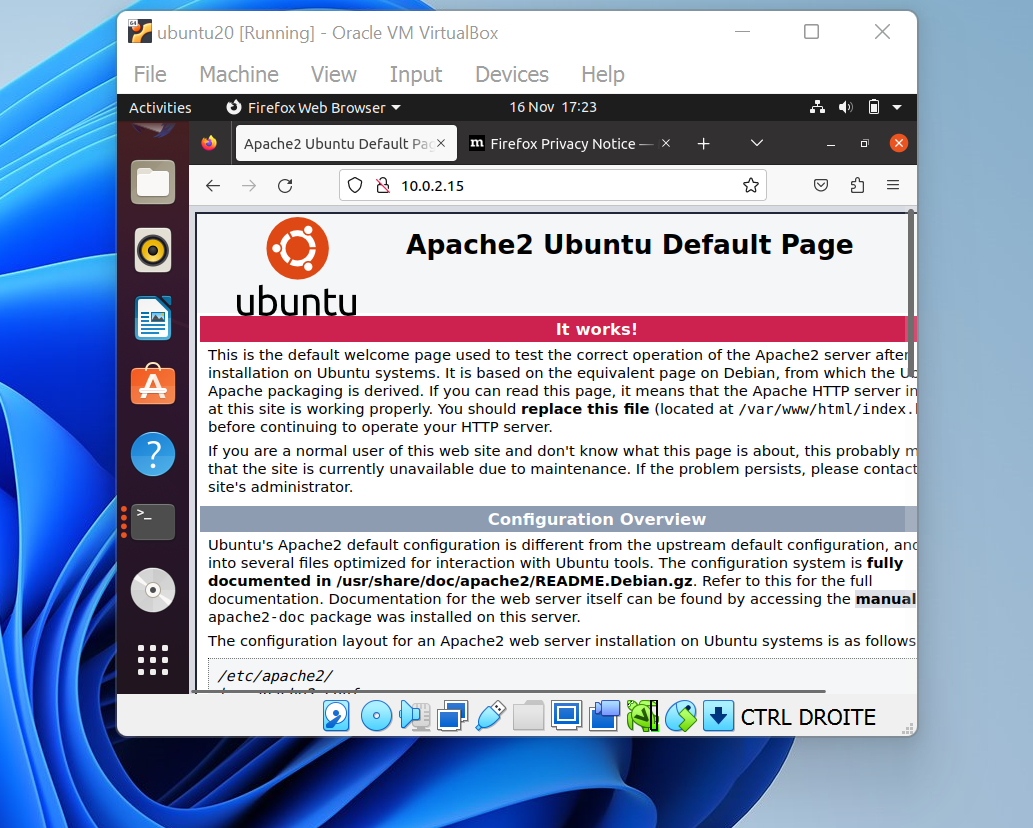 64
ubuntu20 [Running] - Oracle VM VirtualBox
File Machine View Input Devices Help
Activities Firefox Web Browser 16 Nov 17:23
Apache2 Ubuntu Default Pag m Firefox Privacy Notice —
10.0.2.15
ubuntu
Apache2 Ubuntu Default Page
It works!
This is the default welcome page used to test the correct operation of the Apache2 server after
installation on Ubuntu systems. It is based on the equivalent page on Debian, from which the Ub
Apache packaging is derived. If you can read this page, it means that the Apache HTTP server in
at this site is working properly. You should replace this file (located at /var/www/html/index.
before continuing to operate your HTTP server.
If you are a normal user of this web site and don't know what this page is about, this probably m
that the site is currently unavailable due to maintenance. If the problem persists, please contact
site's administrator.
Configuration Overview
Ubuntu's Apache2 default configuration is different from the upstream default configuration, and
into several files optimized for interaction with Ubuntu tools. The configuration system is fully
documented in /usr/share/doc/apache2/README.Debian.gz. Refer to this for the full
documentation. Documentation for the web server itself can be found by accessing the manual
apache2-doc package was installed on this server.
The configuration layout for an Apache2 web server installation on Ubuntu systems is as follows
/etc/apache2/
CTRL DROITE